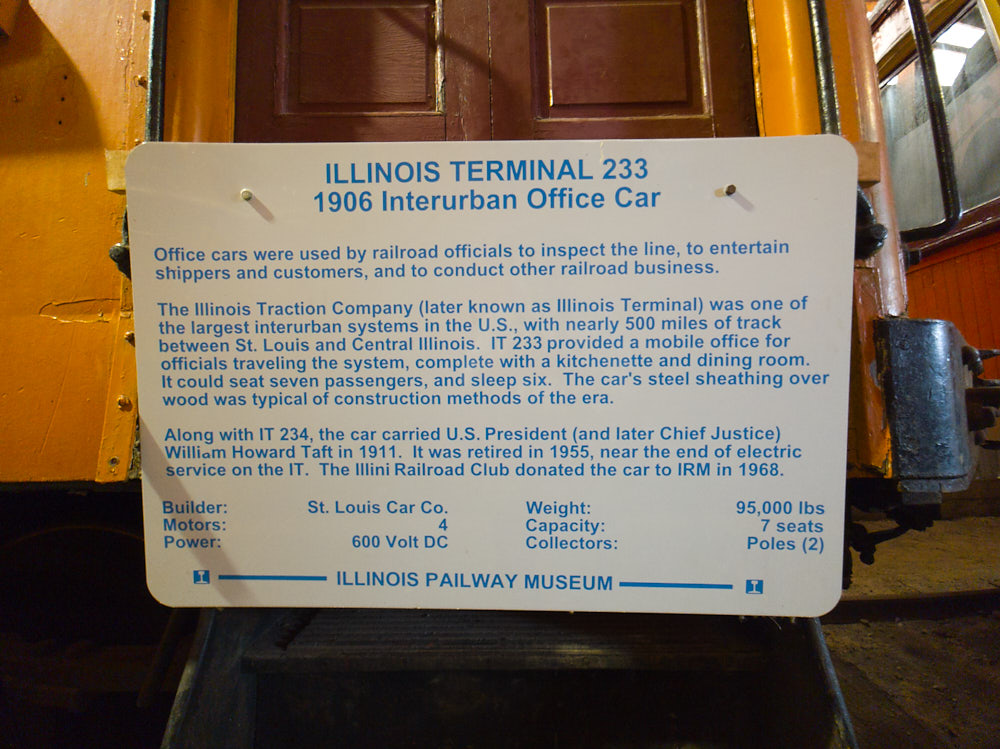 ILLINOIS TERMINAL 233
1906 Interurban Office Car
Office cars were used by railroad officials to inspect the line, to entertain
shippers and customers, and to conduct other railroad business.
The Illinois Traction Company (later known as Illinois Terminal) was one of
the largest interurban systems in the U.S., with nearly 500 miles of track
between St. Louis and Central Illinois. IT 233 provided a mobile office for
officials traveling the system, complete with a kitchenette and dining room.
It could seat seven passengers, and sleep six. The car's steel sheathing over
wood was typical of construction methods of the era.
Along with IT 234, the car carried U.S. President (and later Chief Justice)
William Howard Taft in 1911. It was retired in 1955, near the end of electric
service on the IT. The Illini Railroad Club donated the car to IRM in 1968.
Builder: St. Louis Car Co. Weight: 95,000 lbs
Motors: 4 Capacity: 7 seats
Power: 600 Volt DC Collectors: Poles (2)
I ILLINOIS PAILWAY MUSEUM I